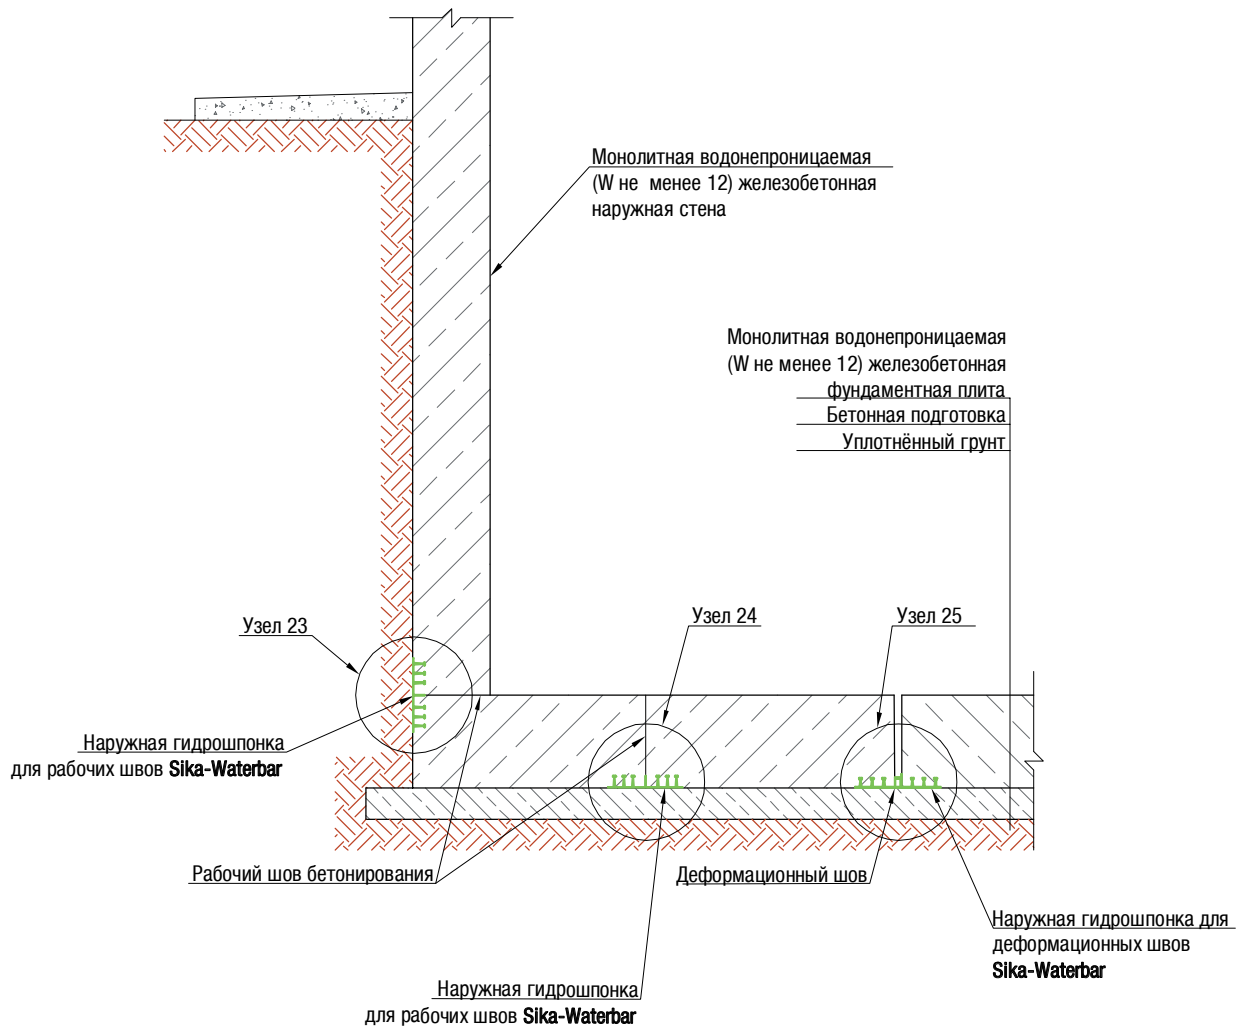 Монолитная водонепроницаемая
(W не менее 12) железобетонная
наружная стена
Монолитная водонепроницаемая
(W не менее 12) железобетонная
фундаментная плита
Бетонная подготовка
Уплотнённый грунт
Узел 23
Узел 24
Узел 25
Наружная гидрошпонка
для рабочих швов Sika-Waterbar
Рабочий шов бетонирования
Деформационный шов
Наружная гидрошпонка для
деформационных швов
Sika-Waterbar
Наружная гидрошпонка
для рабочих швов Sika-Waterbar